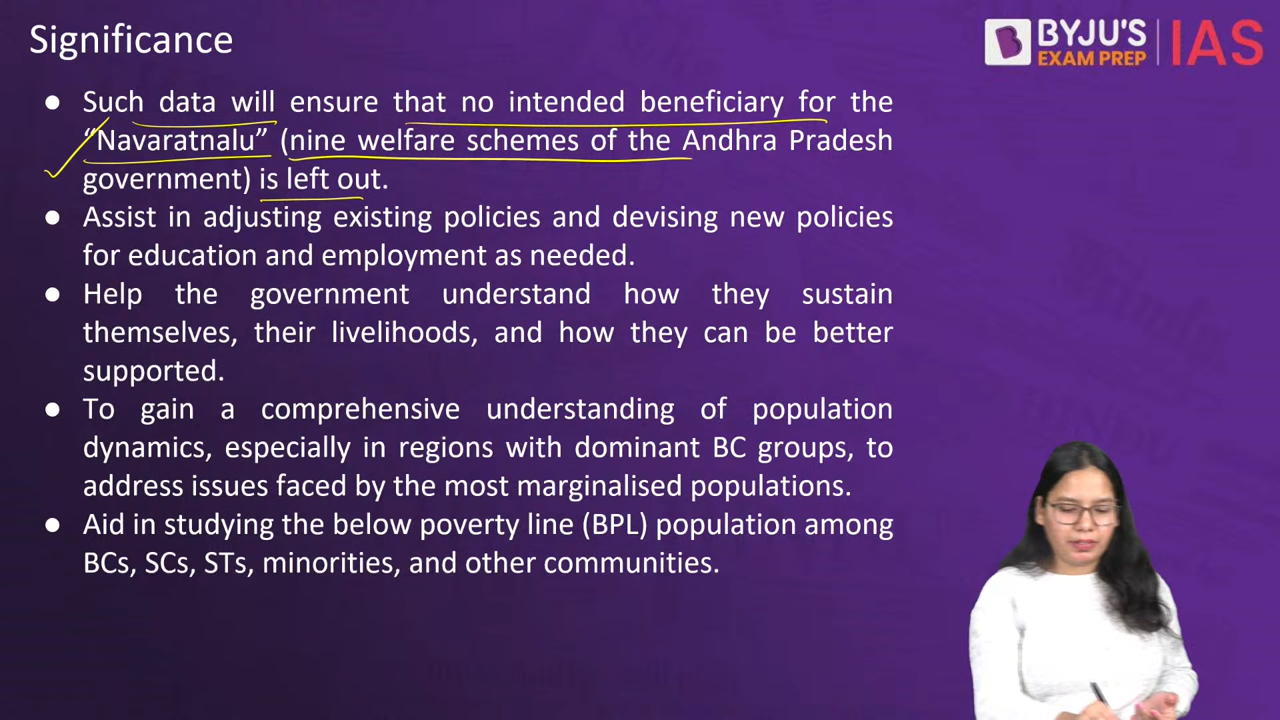 Significance
BYJU'S
EXAM PREP
IAS
● Such data will ensure that no intended beneficiary for the
“Navaratnalu” (nine welfare schemes of the Andhra Pradesh
government) is left out.
● Assist in adjusting existing policies and devising new policies
for education and employment as needed.
● Help the government understand how they sustain
themselves, their livelihoods, and how they can be better
supported.
● To gain a comprehensive understanding of population
dynamics, especially in regions with dominant BC groups, to
address issues faced by the most marginalised populations.
● Aid in studying the below poverty line (BPL) population among
BCs, SCs, STs, minorities, and other communities.